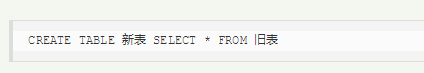 CREATE TABLE 新表 SELECT * FROM 旧表